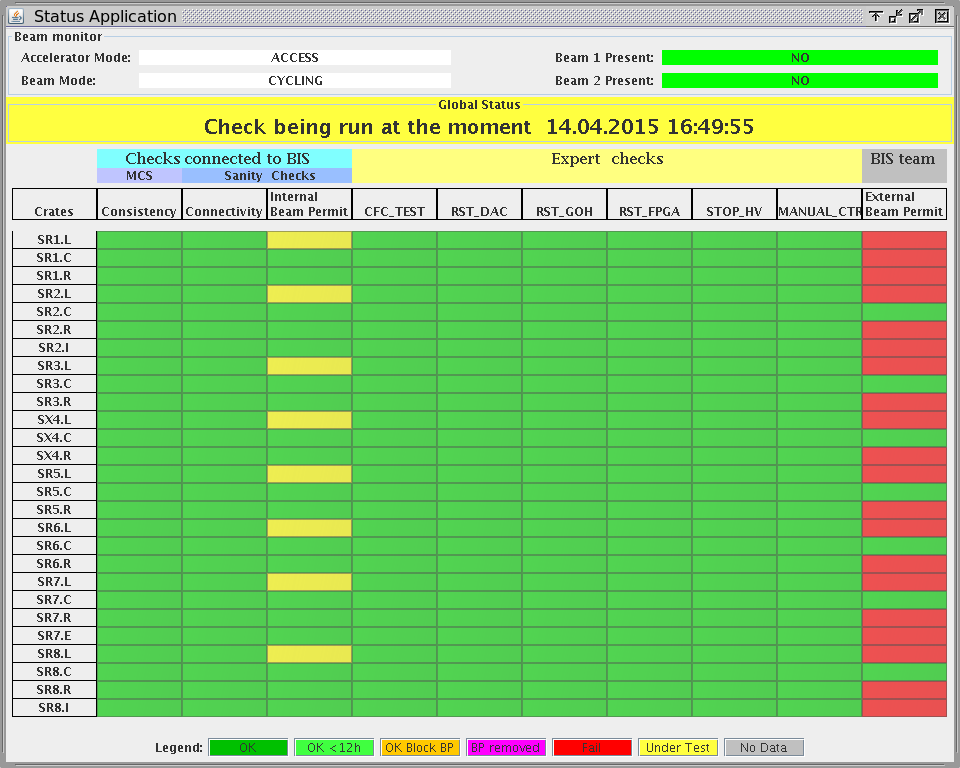 Status Application
Beam monitor
Accelerator Mode: ACCESS Beam 1 Present: NO
Beam Mode: CYCLING Beam 2 Present: NO
Global Status
Check being run at the moment 14.04.2015 16:49:55
Checks connected to BIS Expert checks BIS team
MCS Sanity Checks
Crates Consistency Connectivity Internal Beam Permit CFC_TEST RST_DAC RST_GOH RST_FPGA STOP_HV MANUAL_CTR External Beam Permit
SR1.L
SR1.C
SR1.R
SR2.L
SR2.C
SR2.R
SR2.I
SR3.L
SR3.C
SR3.R
SX4.L
SX4.C
SX4.R
SR5.L
SR5.C
SR5.R
SR6.L
SR6.C
SR6.R
SR7.L
SR7.C
SR7.R
SR7.E
SR8.L
SR8.C
SR8.R
SR8.I
Legend: OK OK <12h OK Block BP BP removed Fail Under Test No Data